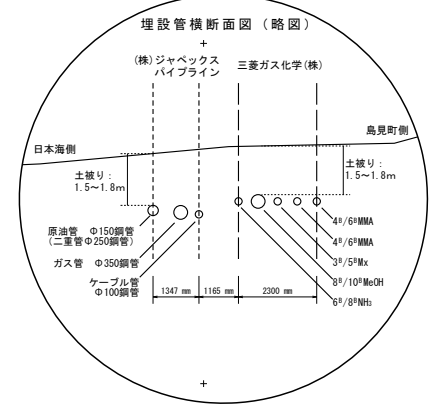 埋設管横断面図（略図）
(株)ジャペックス
パイプライン
三菱ガス化学(株)
島見町側
日本海側
土被り：
1.5～1.8m
土被り：
1.5～1.8m
原油管 Φ150鋼管
(二重管Φ250鋼管)
ガス管 Φ350鋼管
ケーブル管
Φ100鋼管
4ᴮ/6ᴮMMA
4ᴮ/6ᴮMMA
3ᴮ/5ᴮMx
8ᴮ/10ᴮMeOH
6ᴮ/8ᴮNH₃
1347 mm
1165 mm
2300 mm